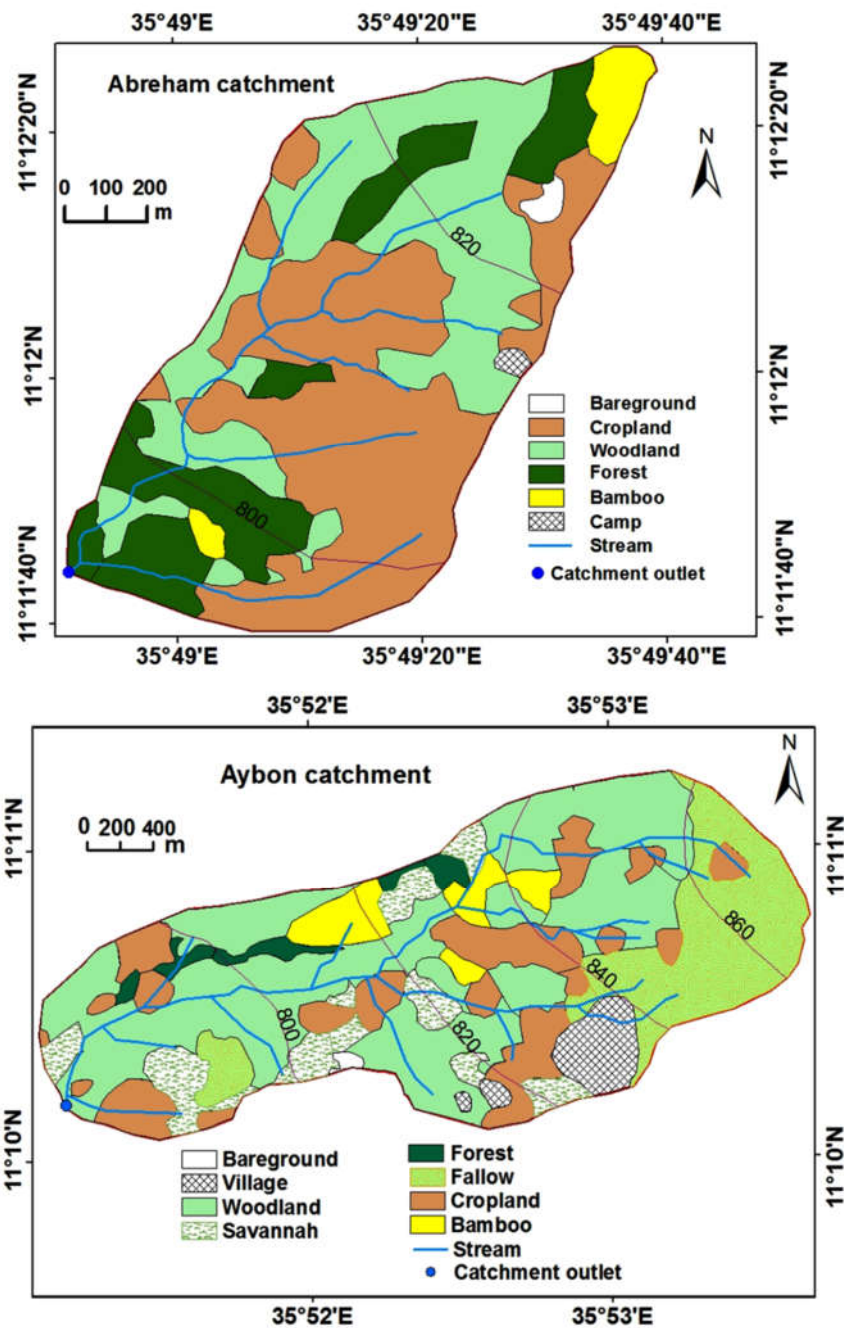 35°49'E 35°49'20"E 35°49'40"E
Abreham catchment
11°12'20"N 11°12'20"N
N
0 100 200
m
820
11°12'N 11°12'N
Bareground
Cropland
Woodland
Forest
Bamboo
Camp
Stream
Catchment outlet
800
11°11'40"N 11°11'40"N
35°49'E 35°49'20"E 35°49'40"E
35°52'E 35°53'E
N
Aybon catchment
0 200 400
m
11°11'N 11°11'N
860
840
800
820
11°10'N 11°10'N
Bareground
Village
Woodland
Savannah
Forest
Fallow
Cropland
Bamboo
Stream
Catchment outlet
35°52'E 35°53'E